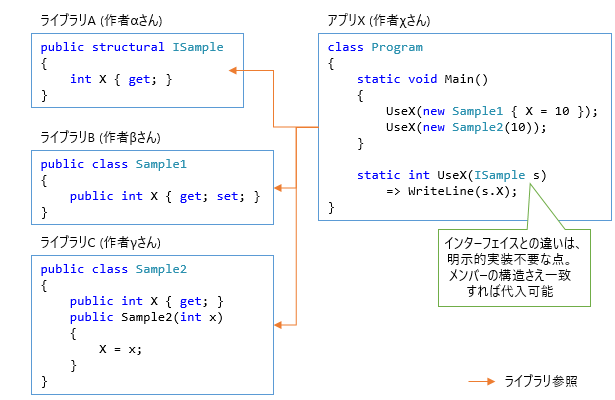 ライブラリA (作者αさん)
public structural ISample
{
    int X { get; }
}
ライブラリB (作者βさん)
public class Sample1
{
    public int X { get; set; }
}
ライブラリC (作者γさん)
public class Sample2
{
    public int X { get; }
    public Sample2(int x)
    {
        X = x;
    }
}
アプリX (作者χさん)
class Program
{
    static void Main()
    {
        UseX(new Sample1 { X = 10 });
        UseX(new Sample2(10));
    }

    static int UseX(ISample s)
        => WriteLine(s.X);
}
インターフェイスとの違いは、
明示的実装不要な点。
メンバーの構造さえ一致
すれば代入可能
ライブラリ参照